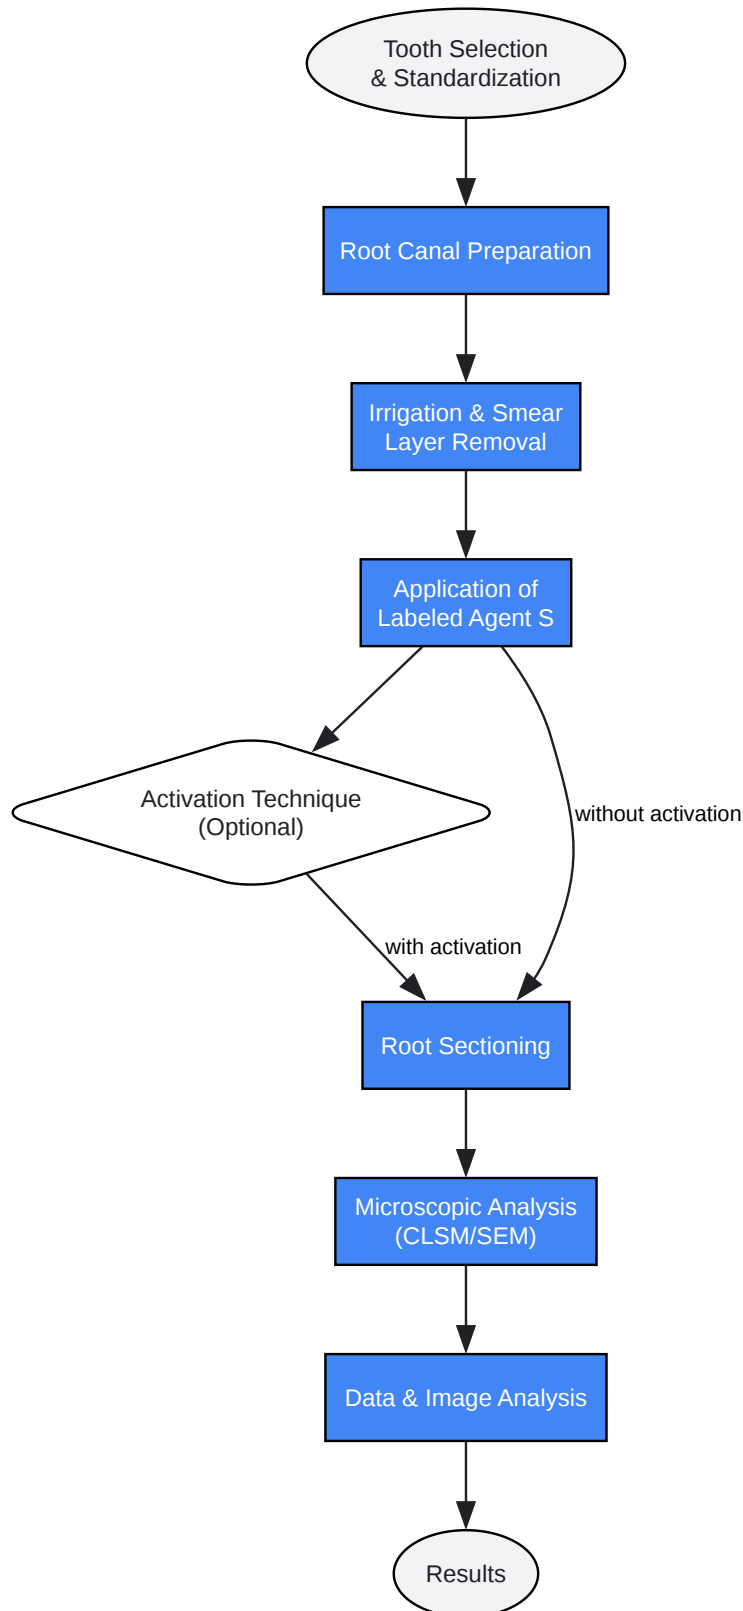 Tooth Selection
& Standardization
Root Canal Preparation
Irrigation & Smear
Layer Removal
Application of
Labeled Agent S
Activation Technique
(Optional)
without activation
with activation
Root Sectioning
Microscopic Analysis
(CLSM/SEM)
Data & Image Analysis
Results